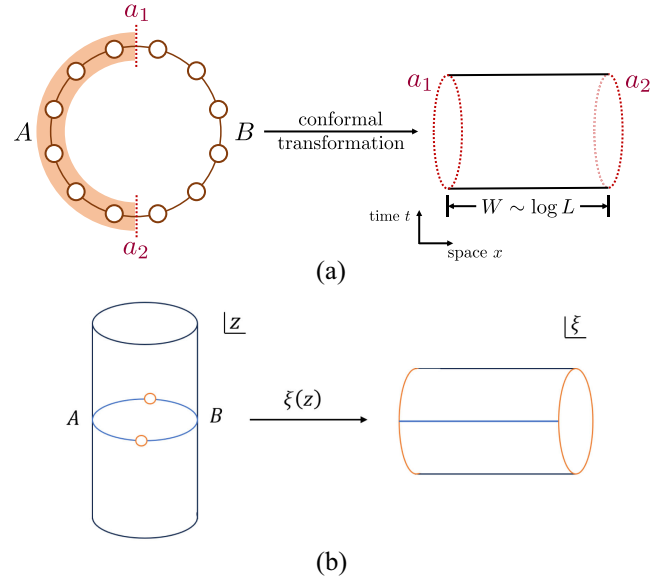 a₁
A
B
a₂
conformal
transformation
a₁
a₂
W ∼ log L
time t
space x
(a)
z
A
B
ξ(z)
ξ
(b)